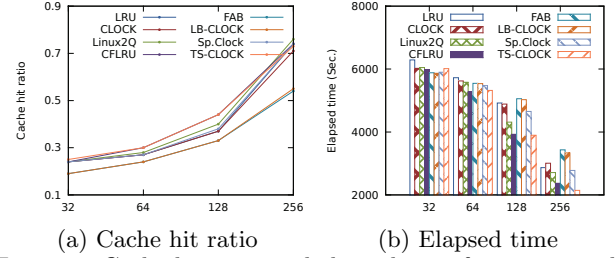 LRU
CLOCK
Linux2Q
CFLRU
FAB
LB-CLOCK
Sp.Clock
TS-CLOCK
Cache hit ratio
0.9
0.7
0.5
0.3
0.1
32 64 128 256
(a) Cache hit ratio
LRU
CLOCK
Linux2Q
CFLRU
FAB
LB-CLOCK
Sp.Clock
TS-CLOCK
Elapsed time (Sec.)
8000
6000
4000
2000
32 64 128 256
(b) Elapsed time